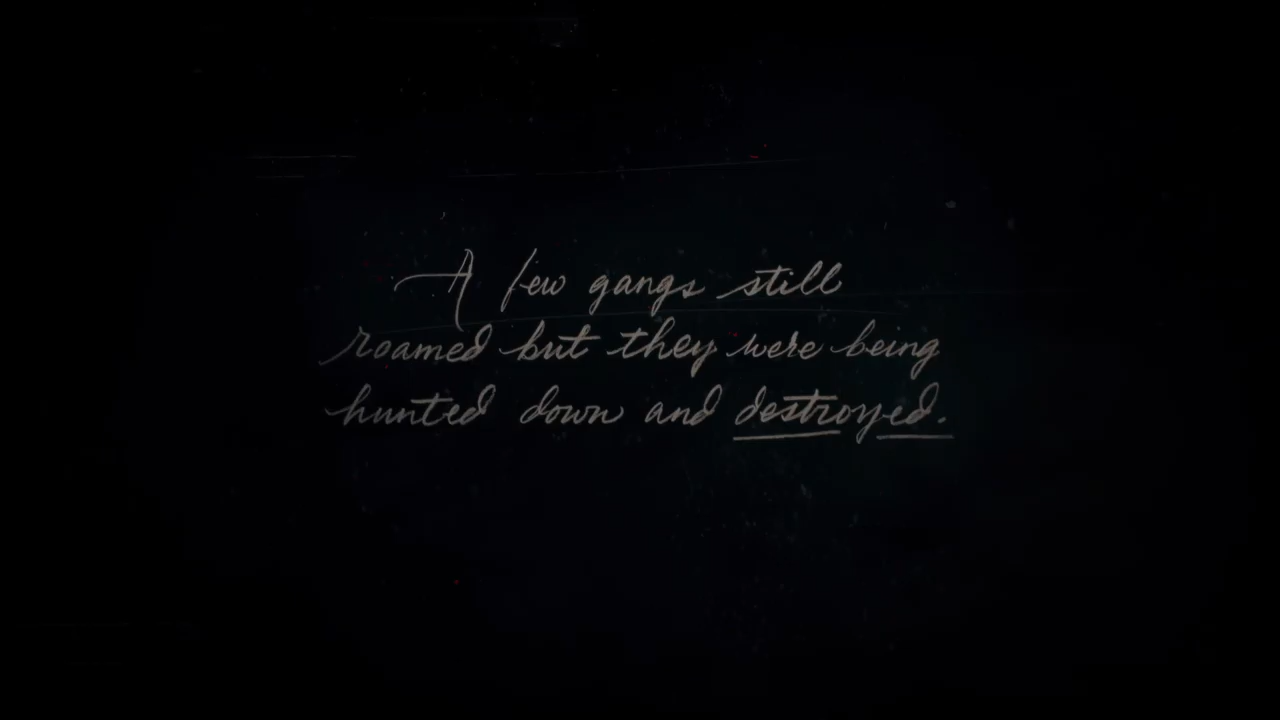 A few gangs still
roamed but they were being
hunted down and destroyed.